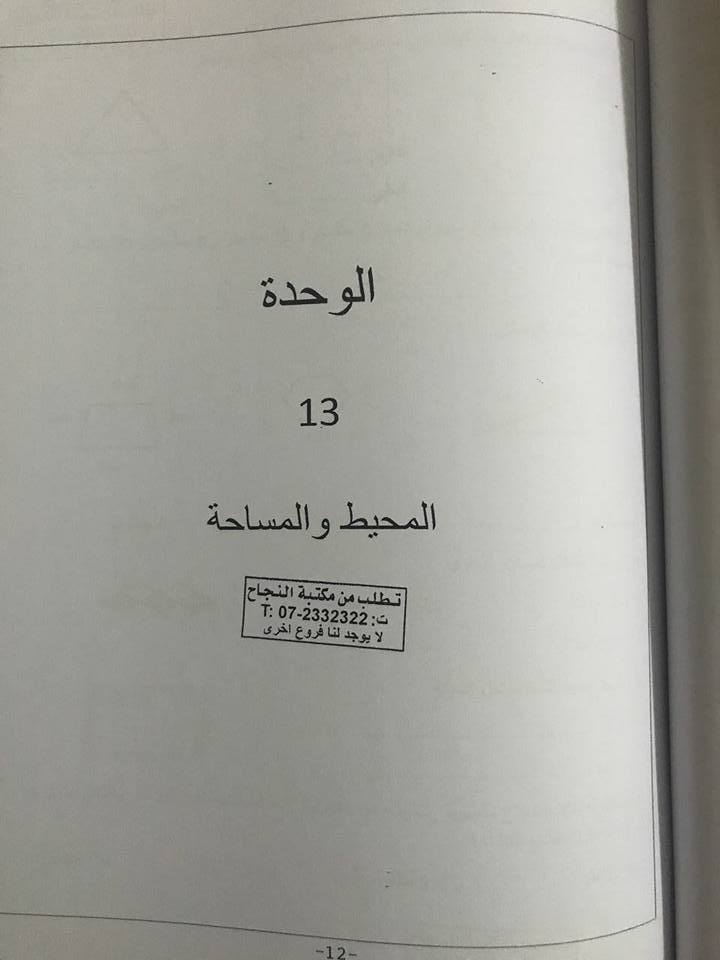 الوحدة
13
المحيط والمساحة
تطلب من مكتبة النجاح
ت: T: 07-2332322
لا يوجد لنا فروع اخرى
-12-